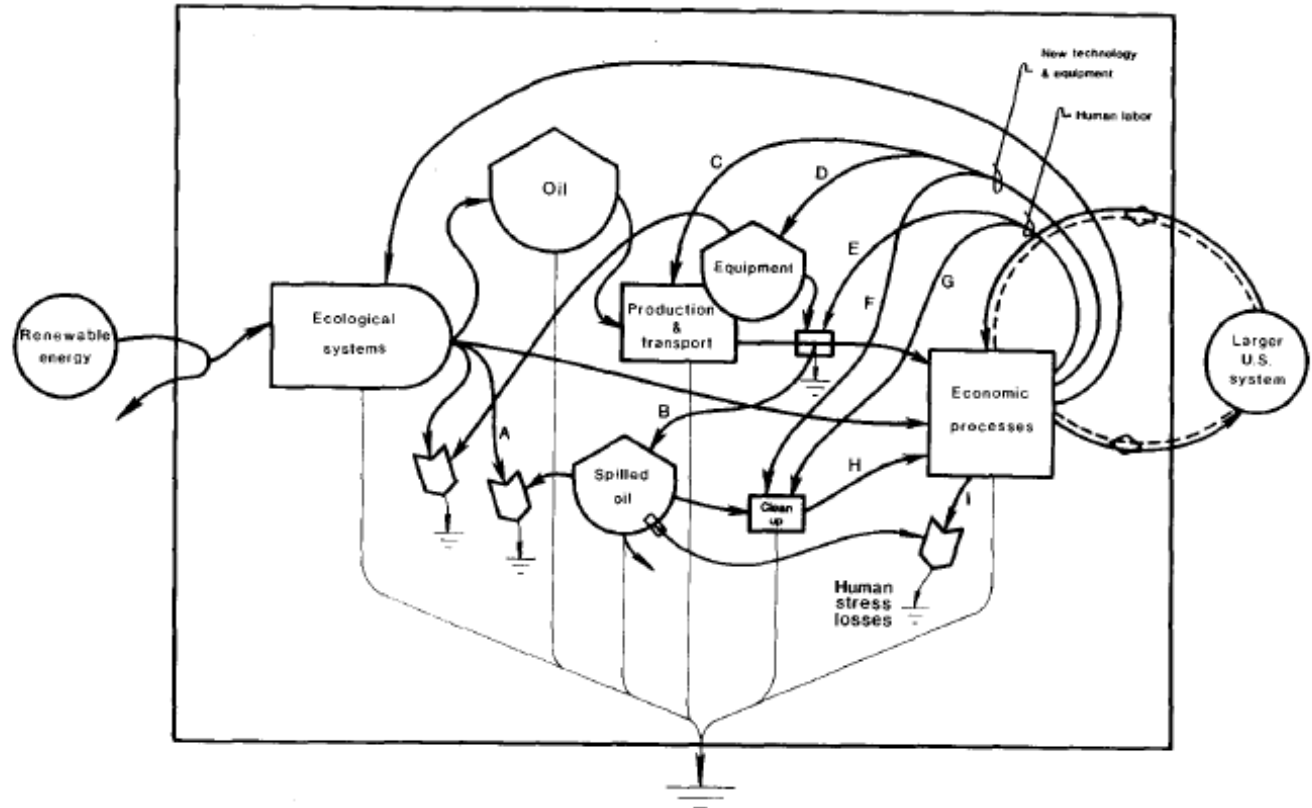 New technology
& equipment
Human labor
C
D
Oil
E
Equipment
G
F
Ecological
systems
Production
&
transport
Renewable
energy
Larger
U.S.
system
Economic
processes
B
A
H
Spilled
oil
Clean
up
I
Human
stress
losses